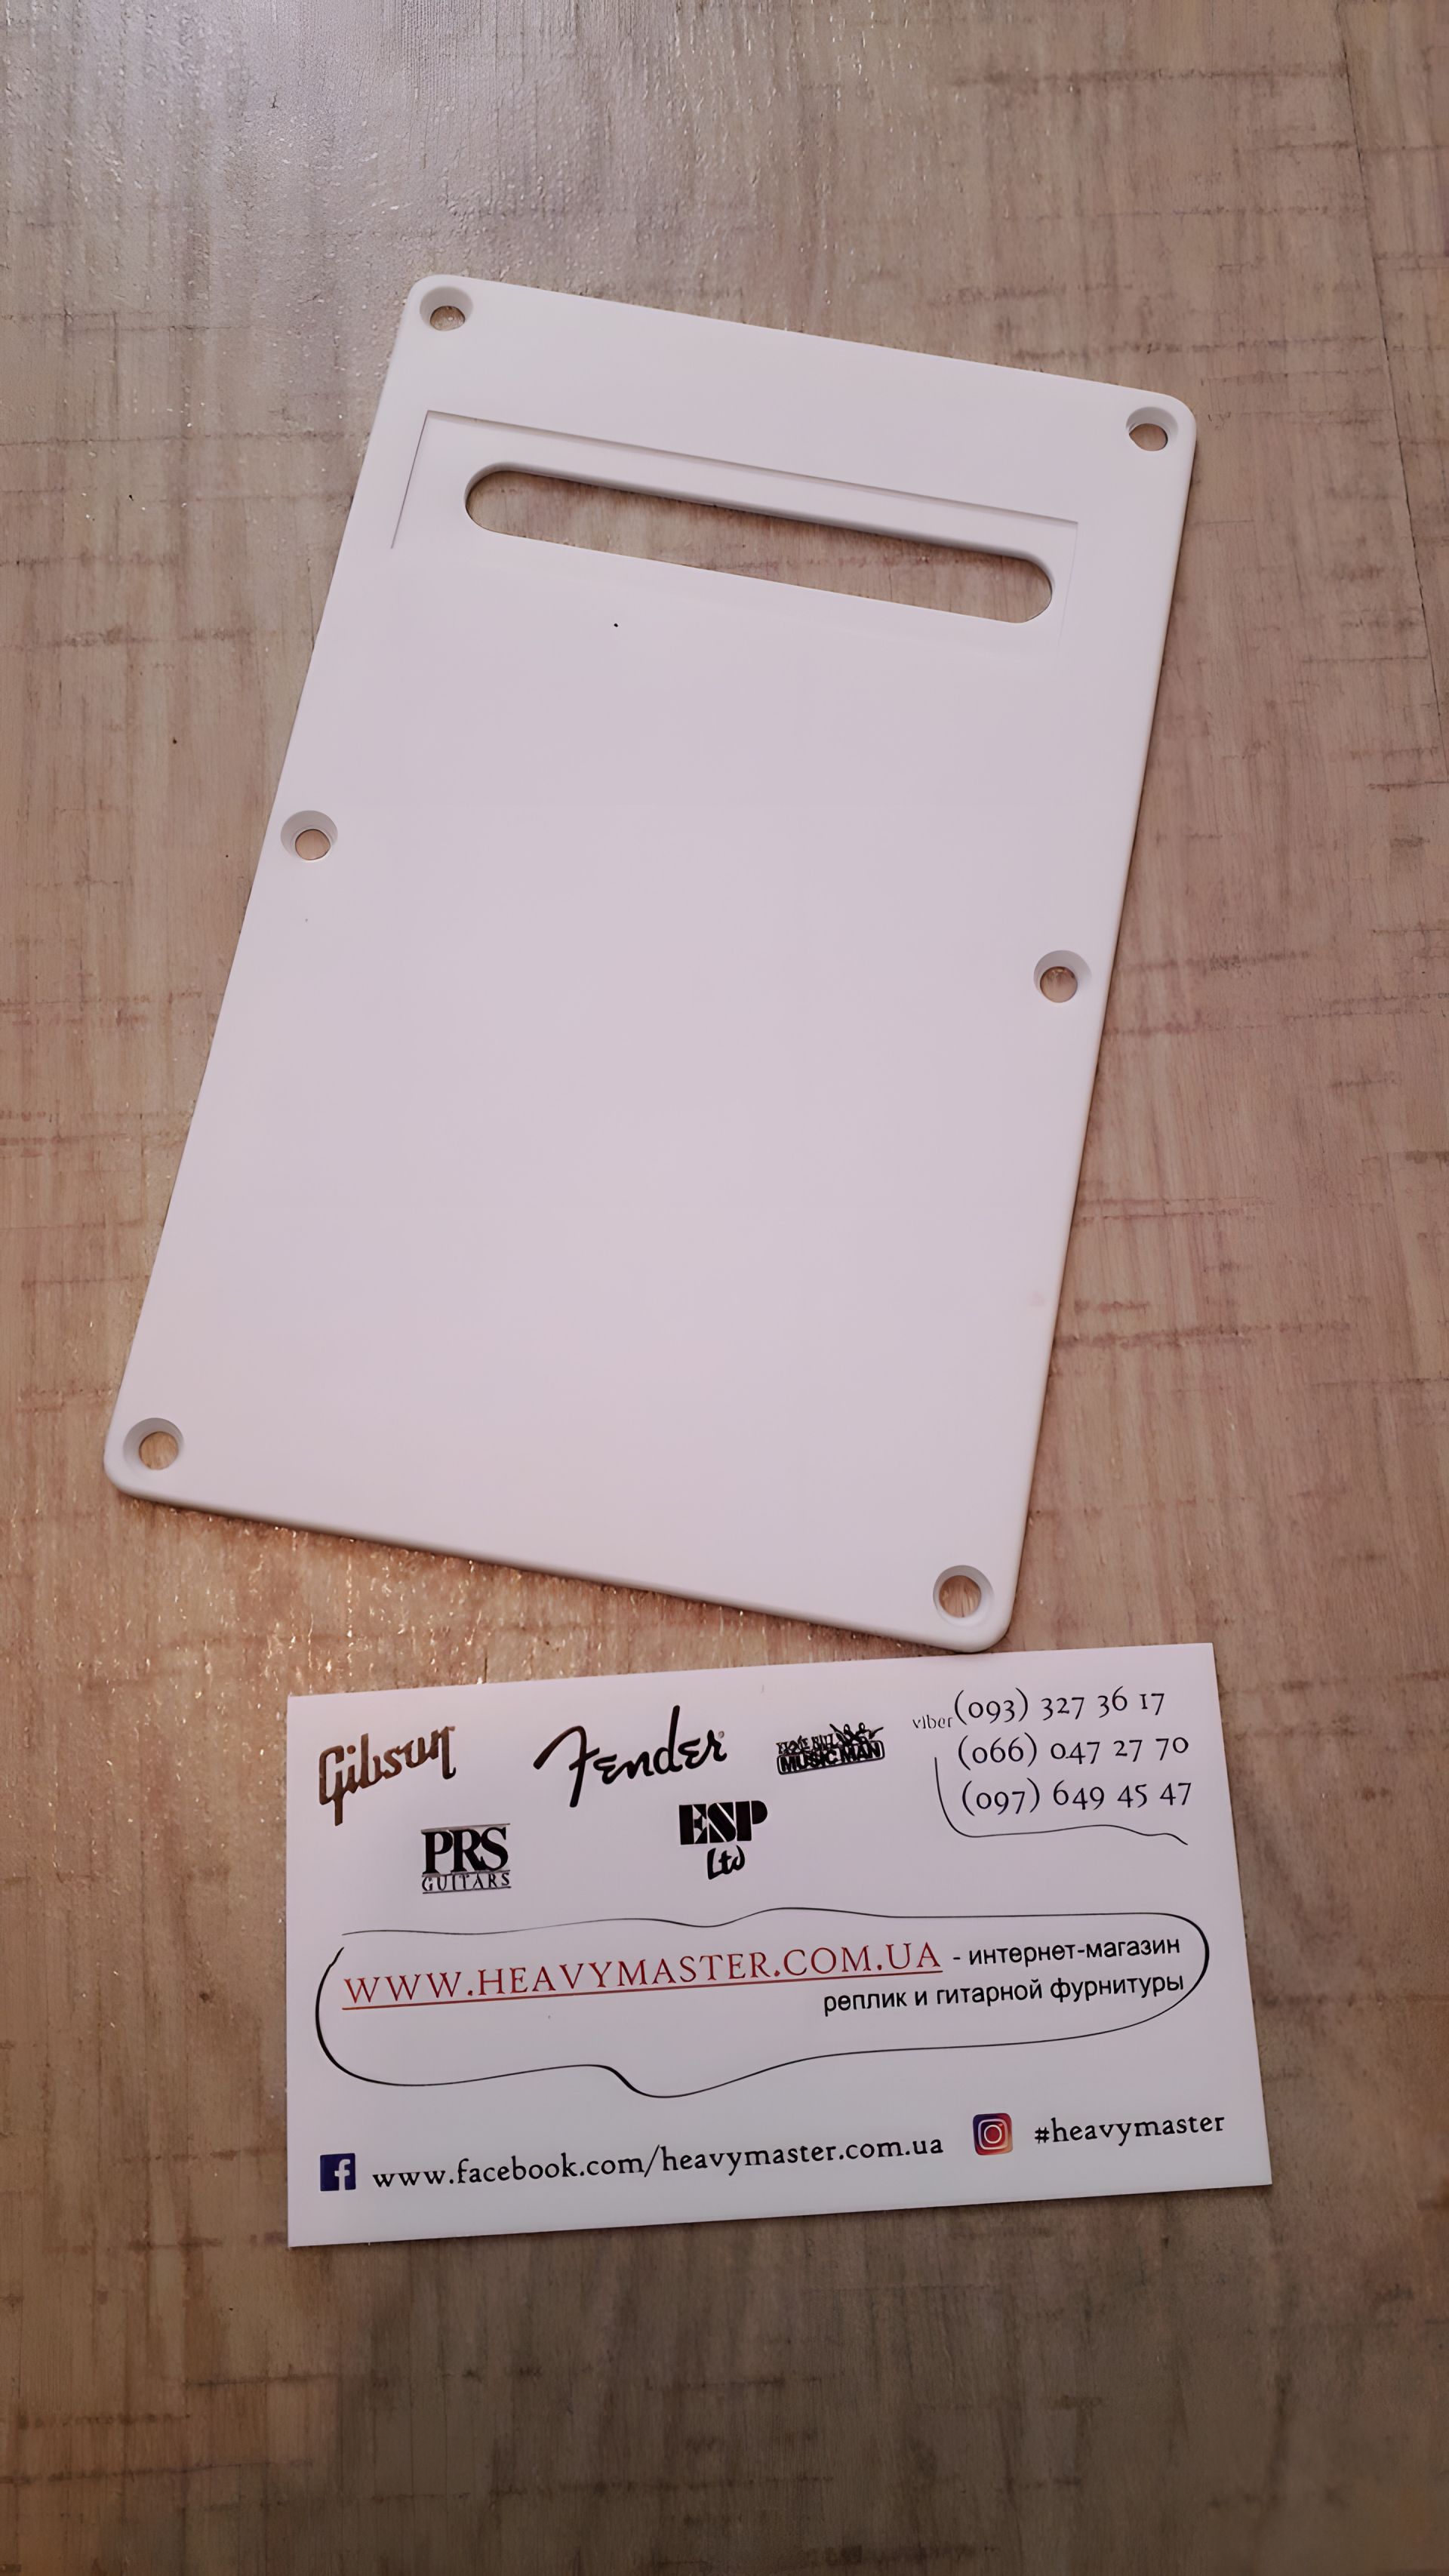 Gibson
Fender
MUSIC MAN
viber (093) 327 36 17
(066) 047 27 70
(097) 649 45 47
PRS
GUITARS
ESP
Ltd
WWW.HEAVYMASTER.COM.UA - интернет-магазин
реплик и гитарной фурнитуры
www.facebook.com/heavymaster.com.ua
#heavymaster